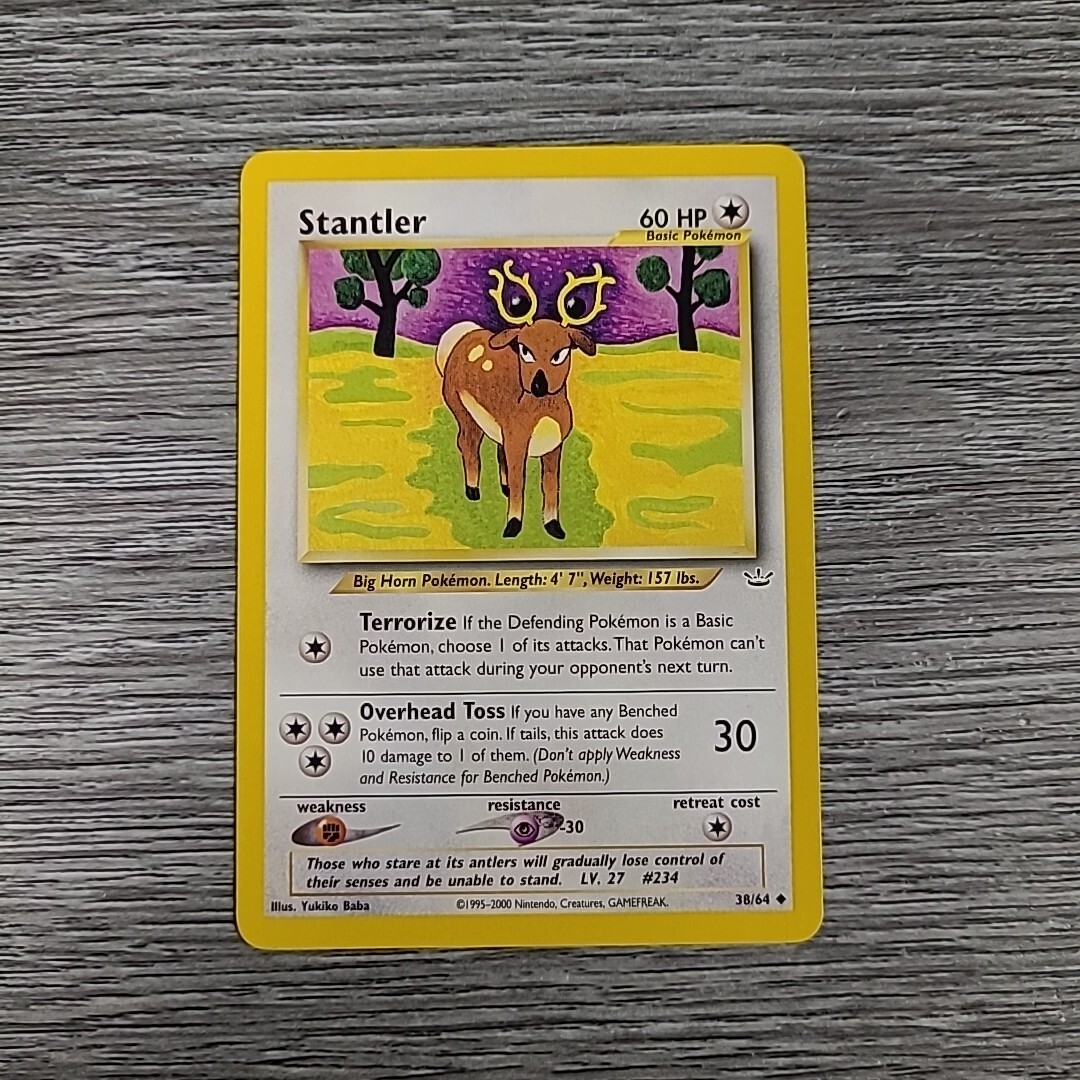 Stantler
60 HP
Basic Pokémon
Big Horn Pokémon. Length: 4' 7", Weight: 157 lbs.
Terrorize If the Defending Pokémon is a Basic
Pokémon, choose 1 of its attacks. That Pokémon can't
use that attack during your opponent's next turn.
Overhead Toss If you have any Benched
Pokémon, flip a coin. If tails, this attack does
10 damage to 1 of them. (Don't apply Weakness
and Resistance for Benched Pokémon.)
30
weakness
resistance
retreat cost
-30
Those who stare at its antlers will gradually lose control of
their senses and be unable to stand. LV. 27 #234
Illus. Yukiko Baba
©1995-2000 Nintendo, Creatures, GAMEFREAK.
38/64